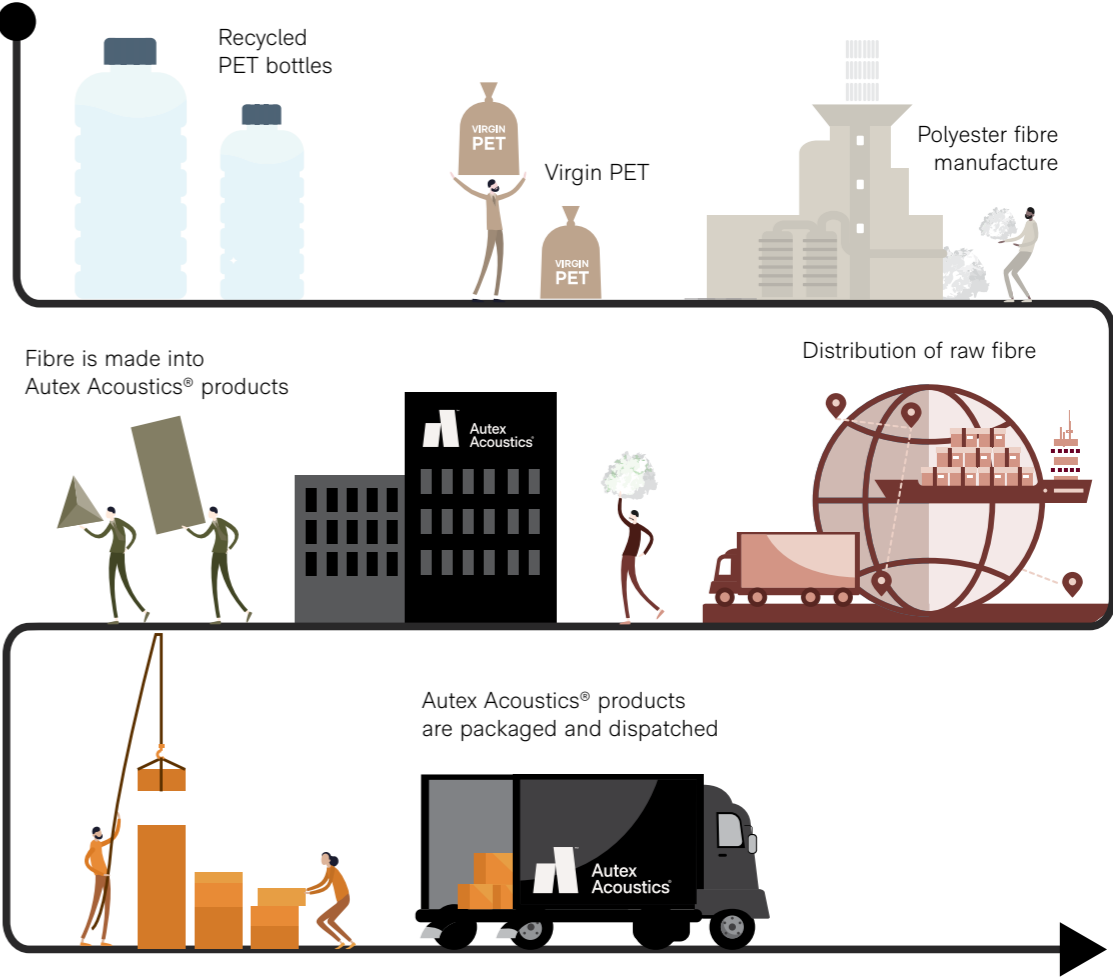 Recycled
PET bottles
VIRGIN
PET
Virgin PET
VIRGIN
PET
Polyester fibre
manufacture
Distribution of raw fibre
Fibre is made into
Autex Acoustics® products
Autex
Acoustics®
Autex Acoustics® products
are packaged and dispatched
Autex
Acoustics®